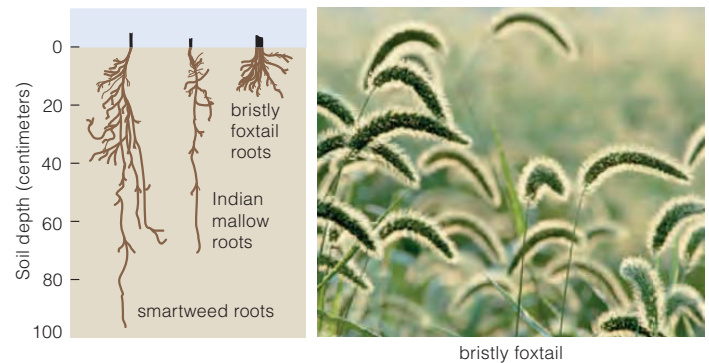 0
20
40
60
80
100
Soil depth (centimeters)
bristly
foxtail
roots
Indian
mallow
roots
smartweed roots
bristly foxtail